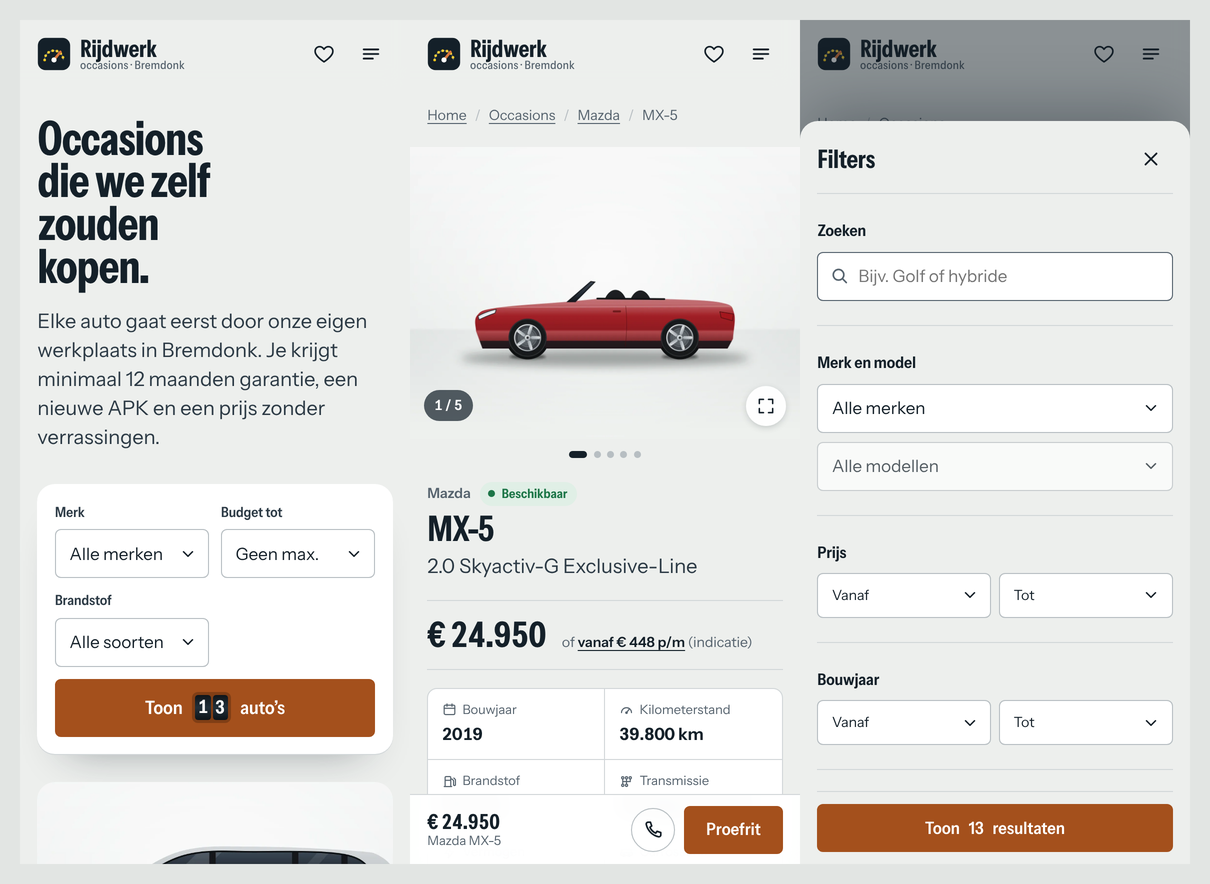 Rijdwerk
occasions · Bremdonk
Occasions
die we zelf
zouden
kopen.
Elke auto gaat eerst door onze eigen
werkplaats in Bremdonk. Je krijgt
minimaal 12 maanden garantie, een
nieuwe APK en een prijs zonder
verrassingen.
Merk
Budget tot
Alle merken
Geen max.
Brandstof
Alle soorten
Toon 13 auto's
Rijdwerk
occasions · Bremdonk
Home / Occasions / Mazda / MX-5
1 / 5
Mazda
Beschikbaar
MX-5
2.0 Skyactiv-G Exclusive-Line
€ 24.950 of vanaf € 448 p/m (indicatie)
Bouwjaar
2019
Kilometerstand
39.800 km
Brandstof
Transmissie
€ 24.950
Mazda MX-5
Proefrit
Rijdwerk
occasions · Bremdonk
Filters
Zoeken
Bijv. Golf of hybride
Merk en model
Alle merken
Alle modellen
Prijs
Vanaf
Tot
Bouwjaar
Vanaf
Tot
Toon 13 resultaten